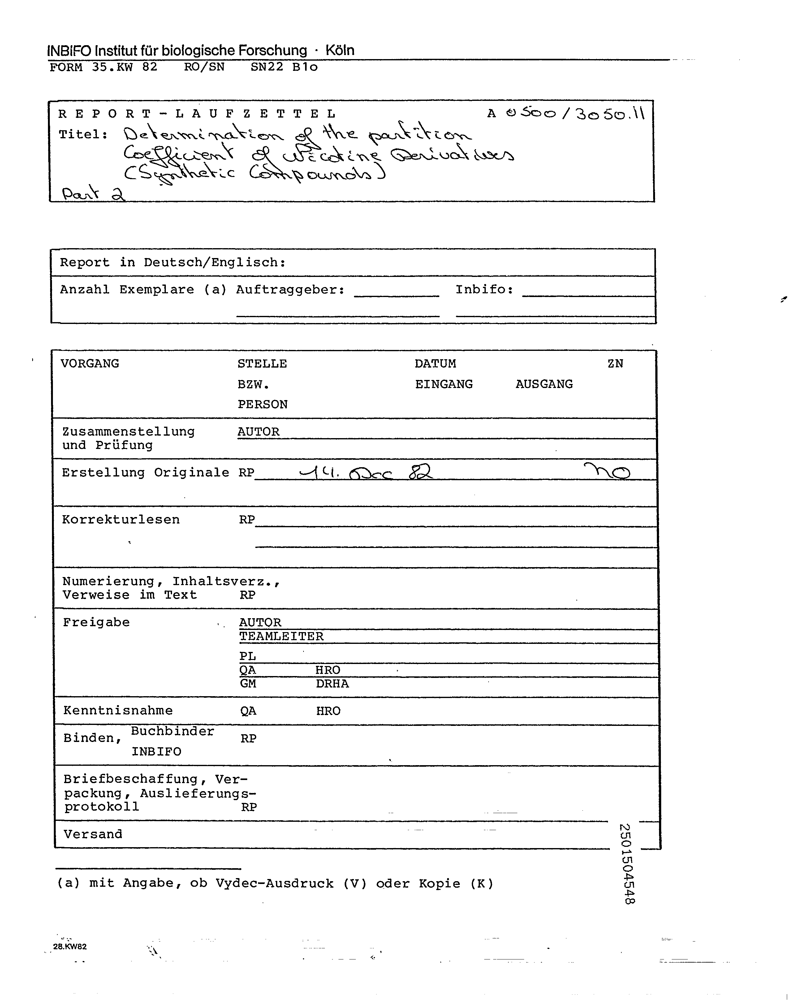 INBIFO Institut für biologische Forschung · Köln
FORM 35.KW 82 RO/SN SN22 B1o
REPORT-LAUFZETTEL A 0500/3050.11
Titel: Determination of the partition
Coefficient of Nicotine Derivatives
(Synthetic Compounds)
Part 2
Report in Deutsch/Englisch:
Anzahl Exemplare (a) Auftraggeber: Inbifo:
VORGANG STELLE DATUM ZN
BZW. EINGANG AUSGANG
PERSON
Zusammenstellung AUTOR
und Prüfung
Erstellung Originale RP 14. Dec 82
Korrekturlesen RP
Numerierung, Inhaltsverz.,
Verweise im Text RP
Freigabe AUTOR
TEAMLEITER
PL
QA HRO
GM DRHA
Kenntnisnahme QA HRO
Binden, Buchbinder RP
INBIFO
Briefbeschaffung, Ver-
packung, Auslieferungs-
protokoll RP
Versand
2501504548
(a) mit Angabe, ob Vydec-Ausdruck (V) oder Kopie (K)
28.KW82